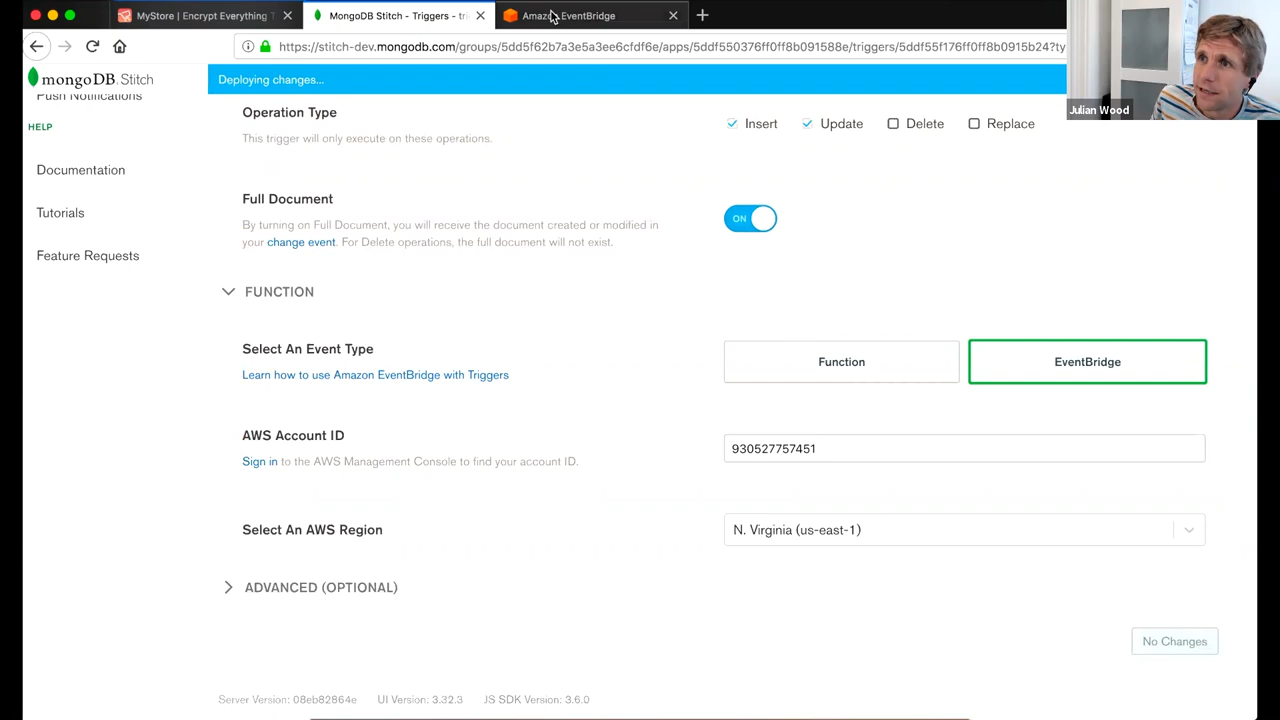 MyStore | Encrypt Everything T
MongoDB Stitch - Triggers - tri
Amazon EventBridge
https://stitch-dev.mongodb.com/groups/5dd5f62b7a3e5a3ee6cfdf6e/apps/5ddf550376ff0ff8b091588e/triggers/5ddf55f176ff0ff8b0915b24?ty
Julian Wood
mongoDB.Stitch
Deploying changes...
Push Notifications
HELP
Documentation
Tutorials
Feature Requests
Operation Type
This trigger will only execute on these operations.
Insert Update Delete Replace
Full Document
By turning on Full Document, you will receive the document created or modified in
your change event. For Delete operations, the full document will not exist.
ON
FUNCTION
Select An Event Type
Learn how to use Amazon EventBridge with Triggers
Function EventBridge
AWS Account ID
Sign in to the AWS Management Console to find your account ID.
930527757451
Select An AWS Region
N. Virginia (us-east-1)
ADVANCED (OPTIONAL)
No Changes
Server Version: 08eb82864e UI Version: 3.32.3 JS SDK Version: 3.6.0